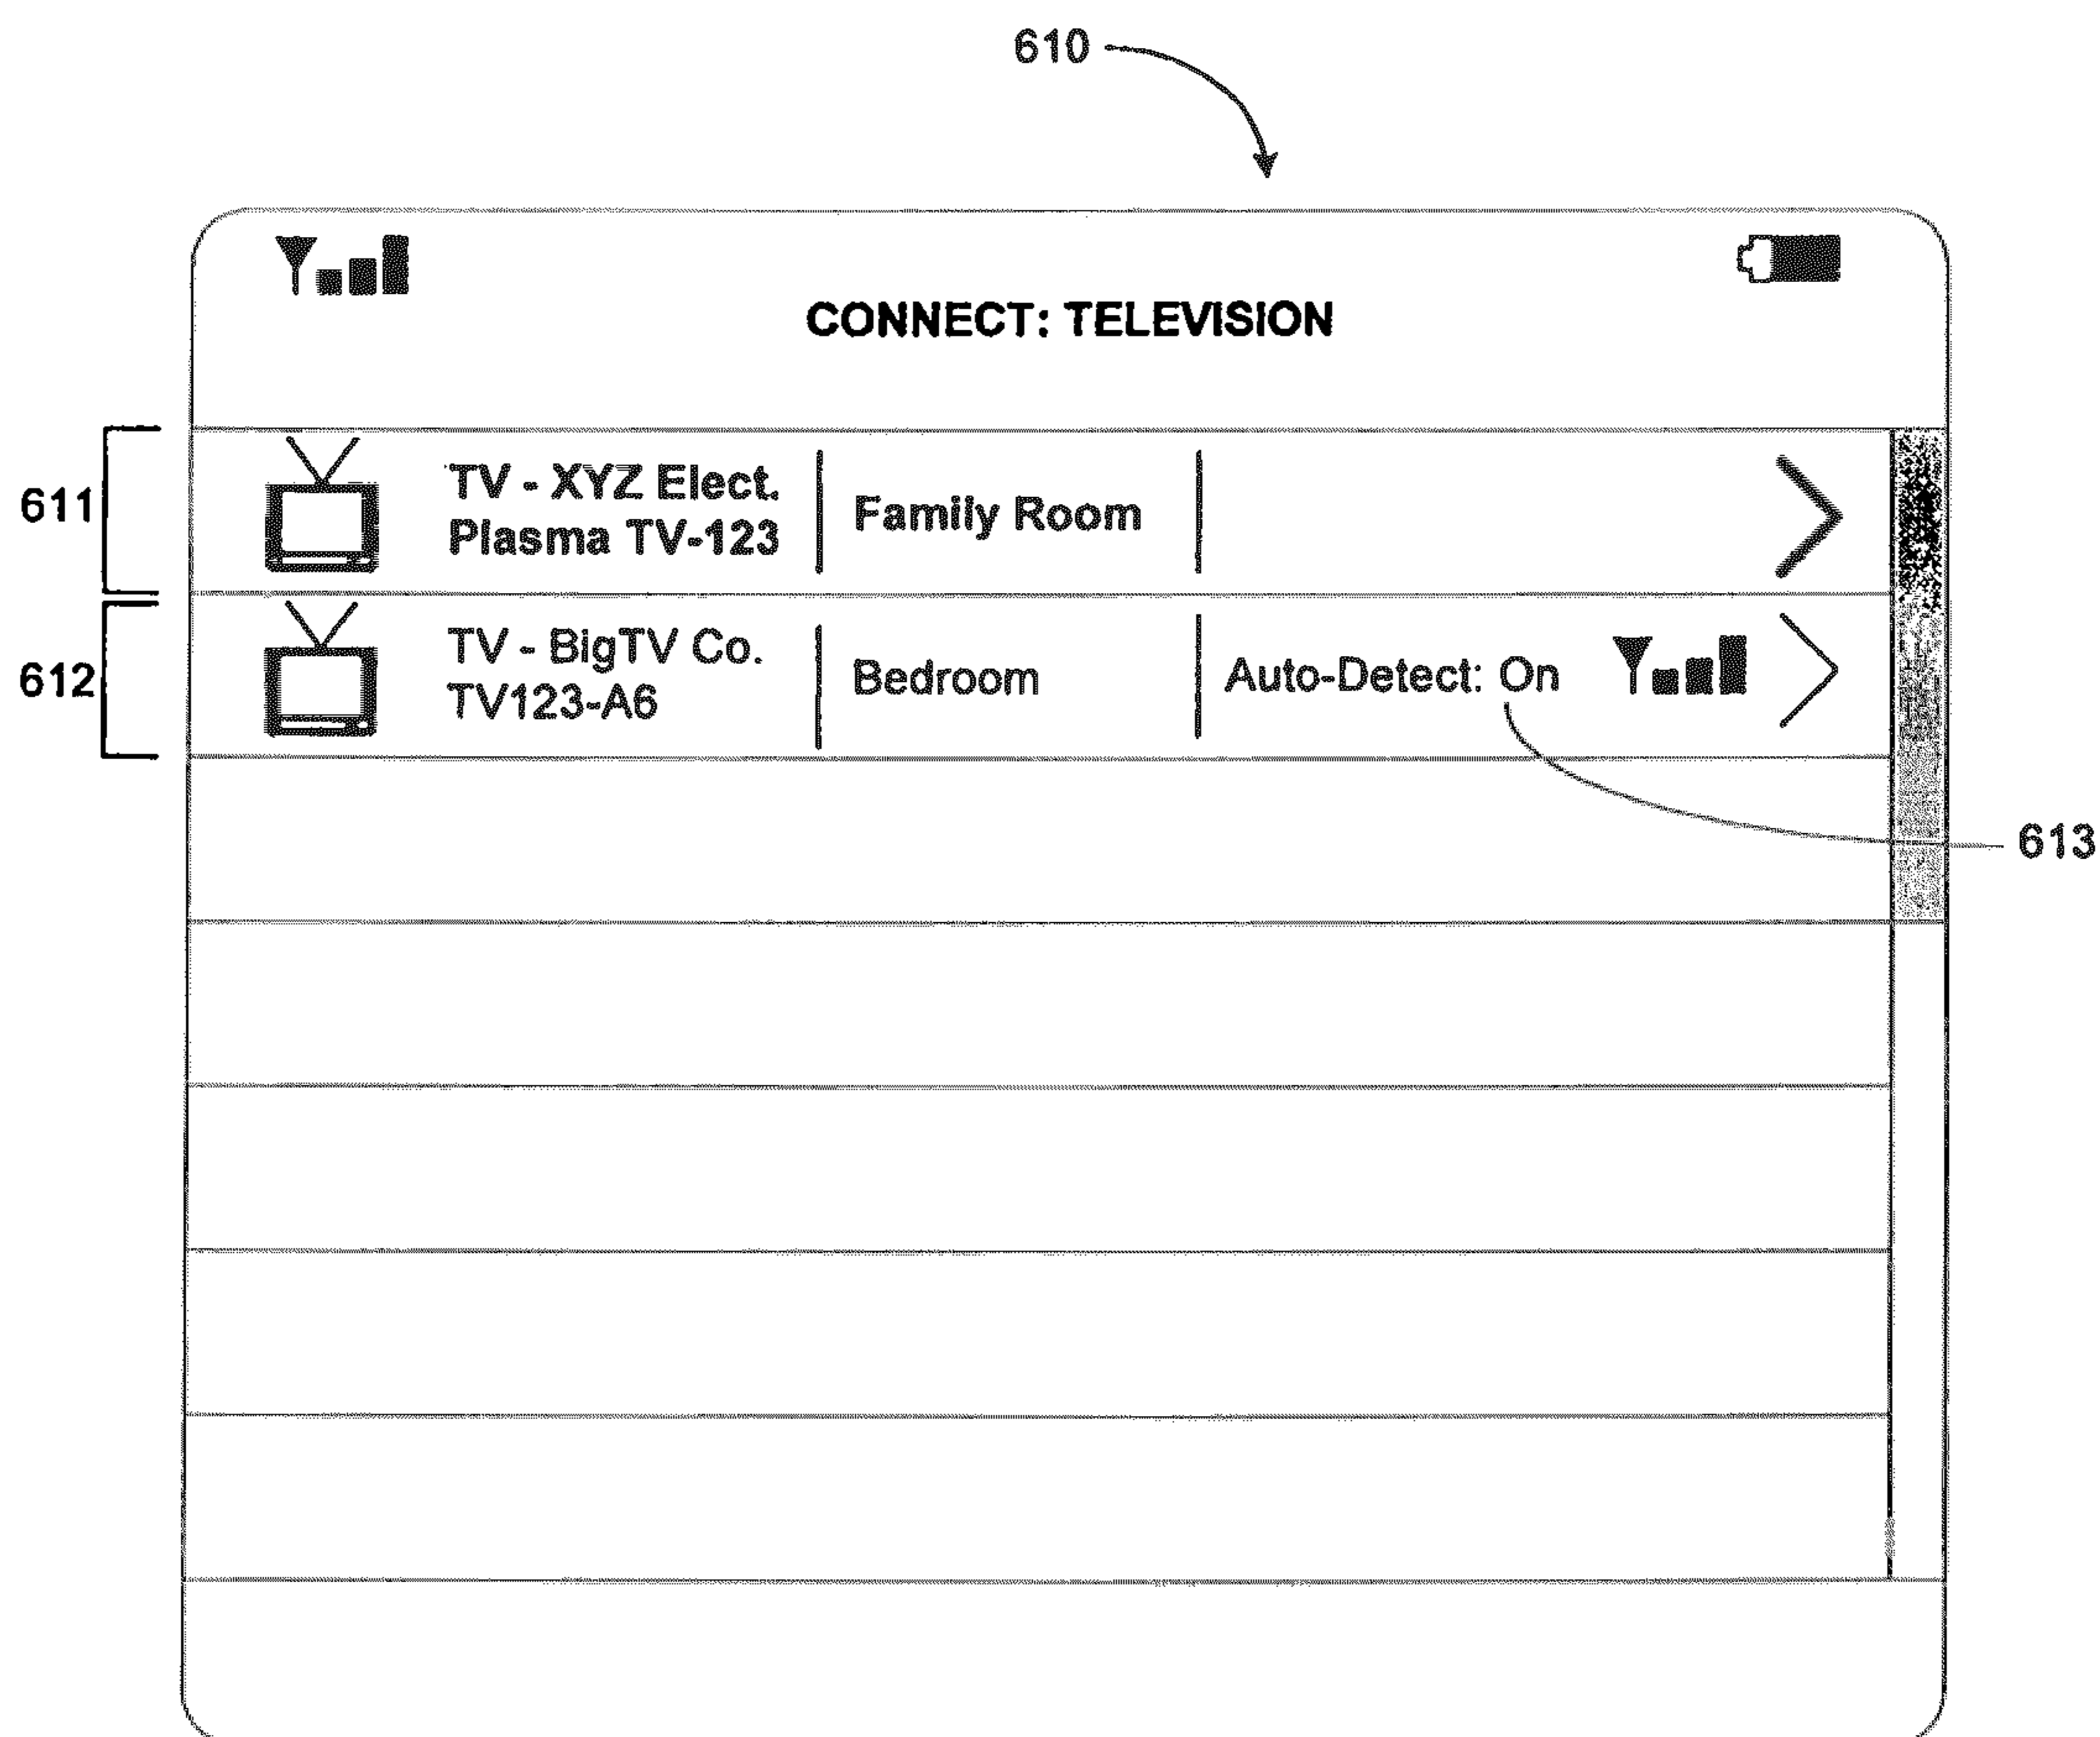 610
CONNECT: TELEVISION
611
TV - XYZ Elect.
Plasma TV-123
Family Room
612
TV - BigTV Co.
TV123-A6
Bedroom
Auto-Detect: On
613